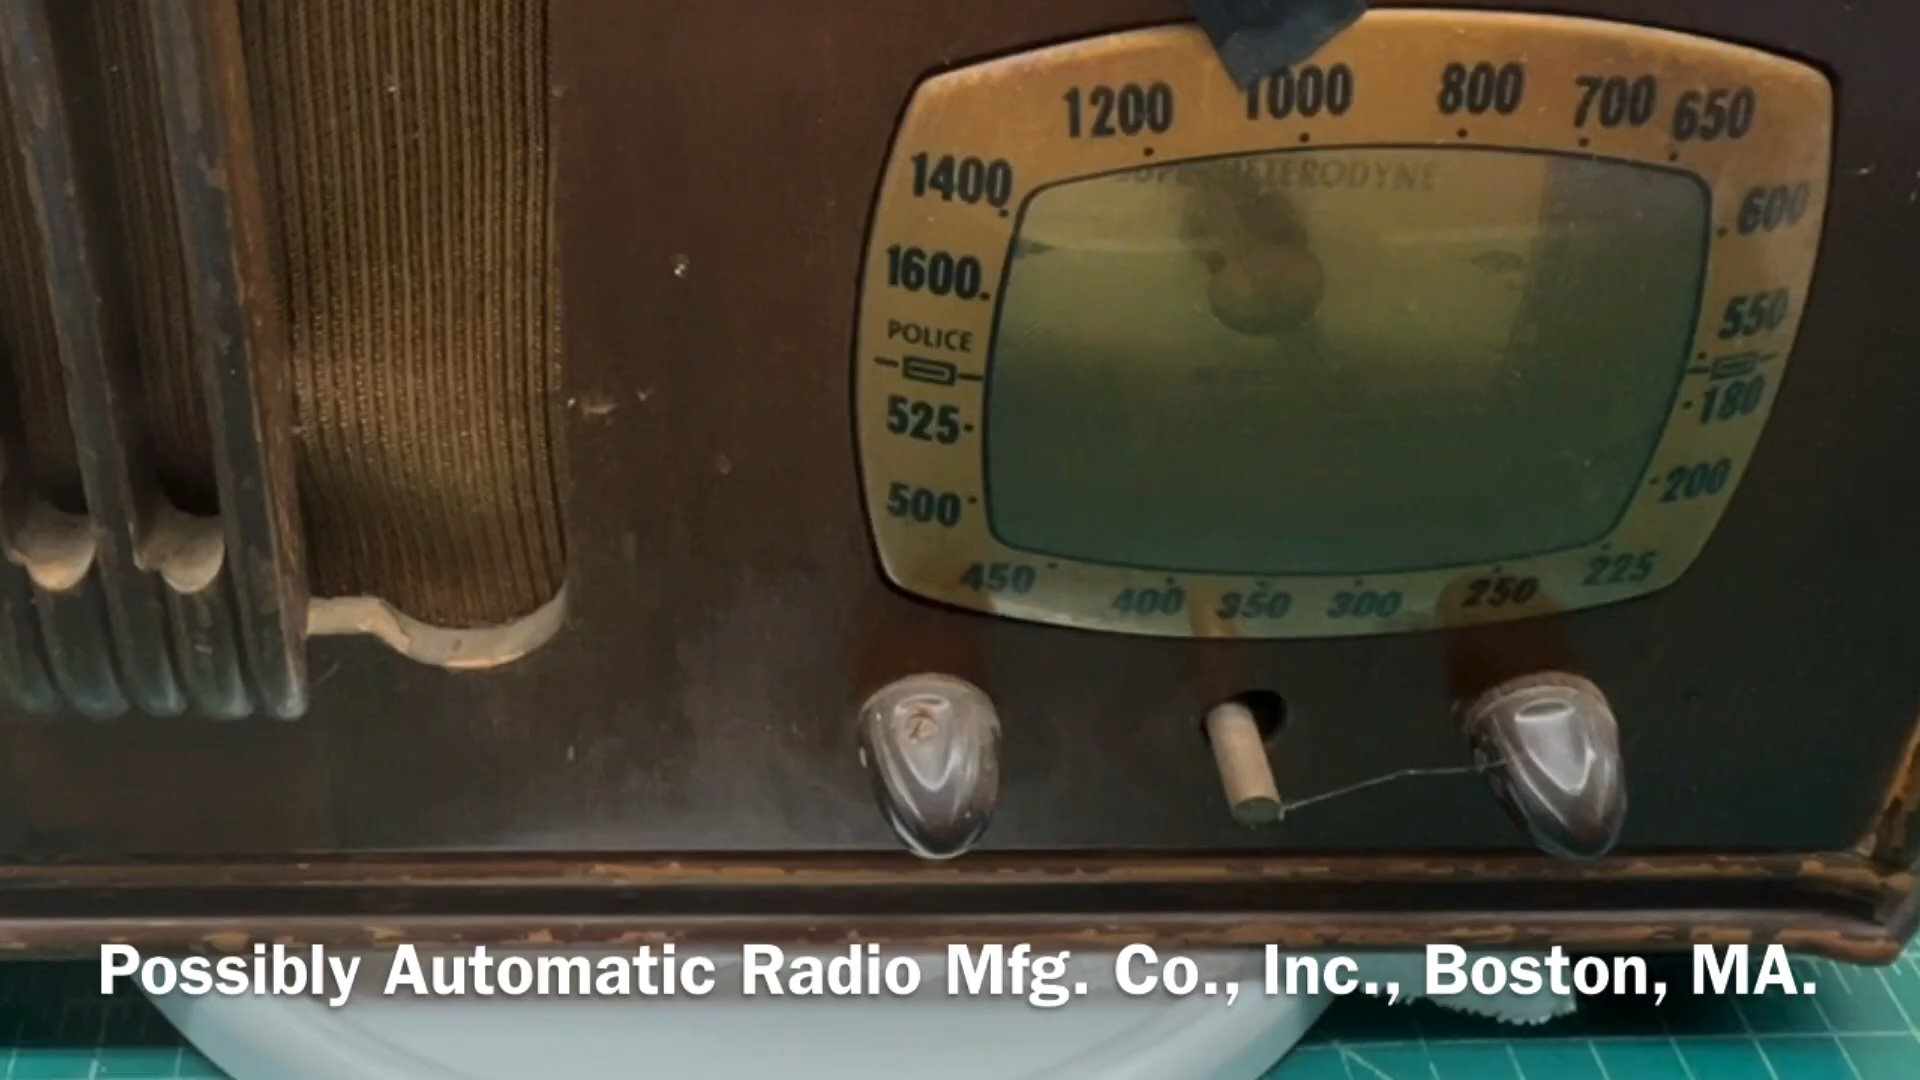 1200 1000 800 700 650
1400 600
SUPERHETERODYNE
1600. 550
POLICE
525 180
500 200
450 400 350 300 250 225
Possibly Automatic Radio Mfg. Co., Inc., Boston, MA.